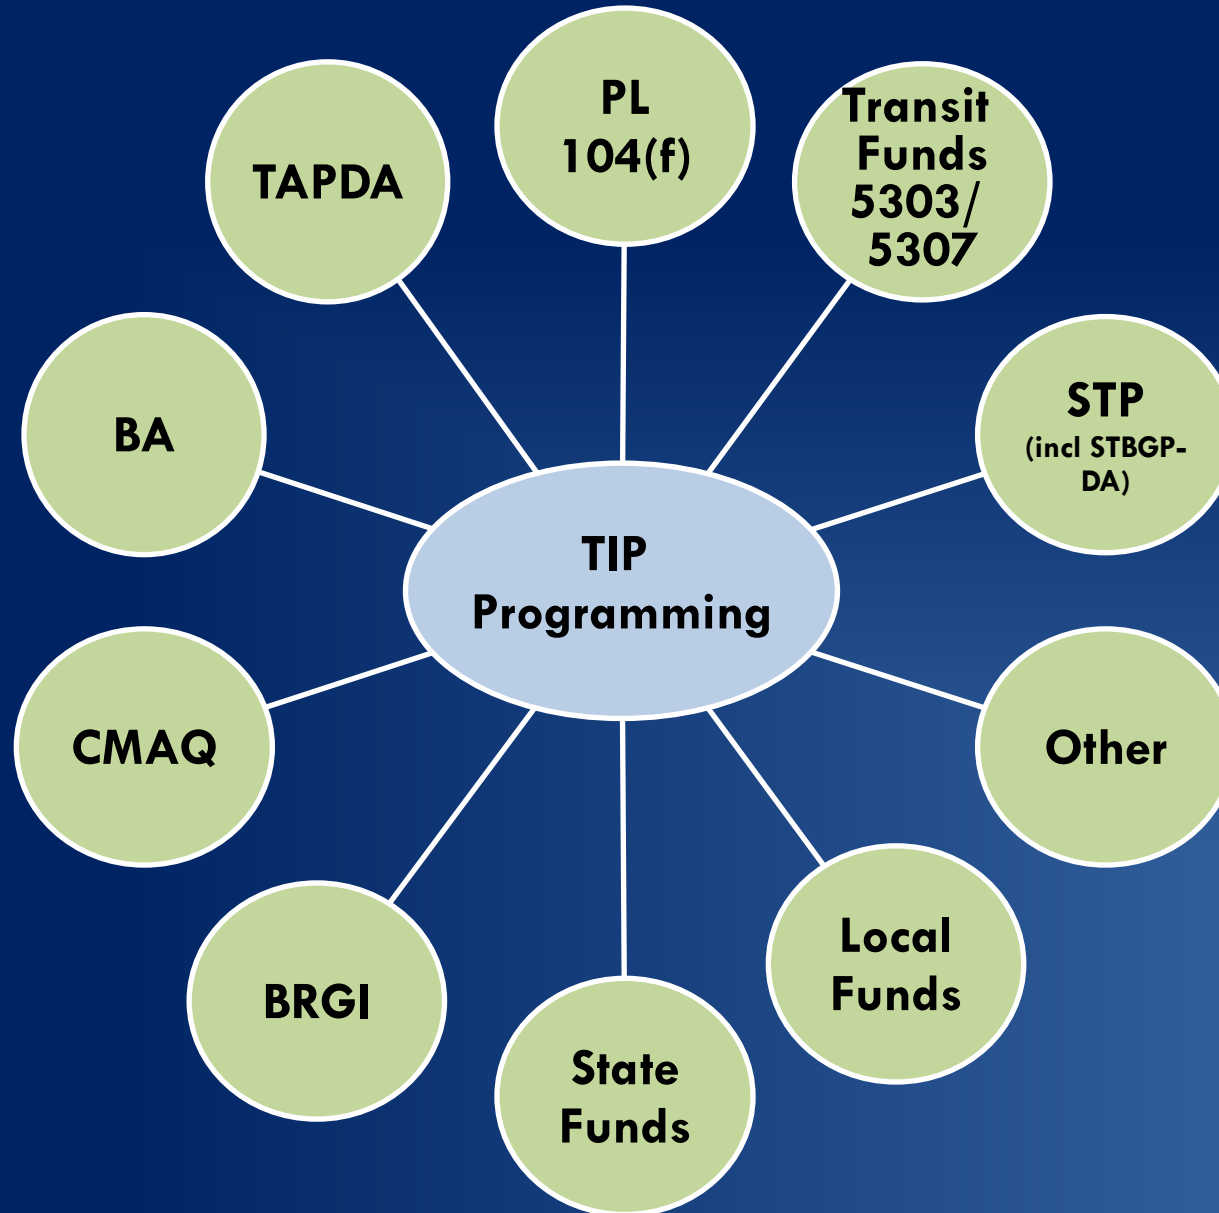 PL
104(f)
Transit
Funds
5303/
5307
TAPDA
STP
(incl STBGP-
DA)
BA
TIP
Programming
CMAQ
Other
Local
Funds
BRGI
State
Funds